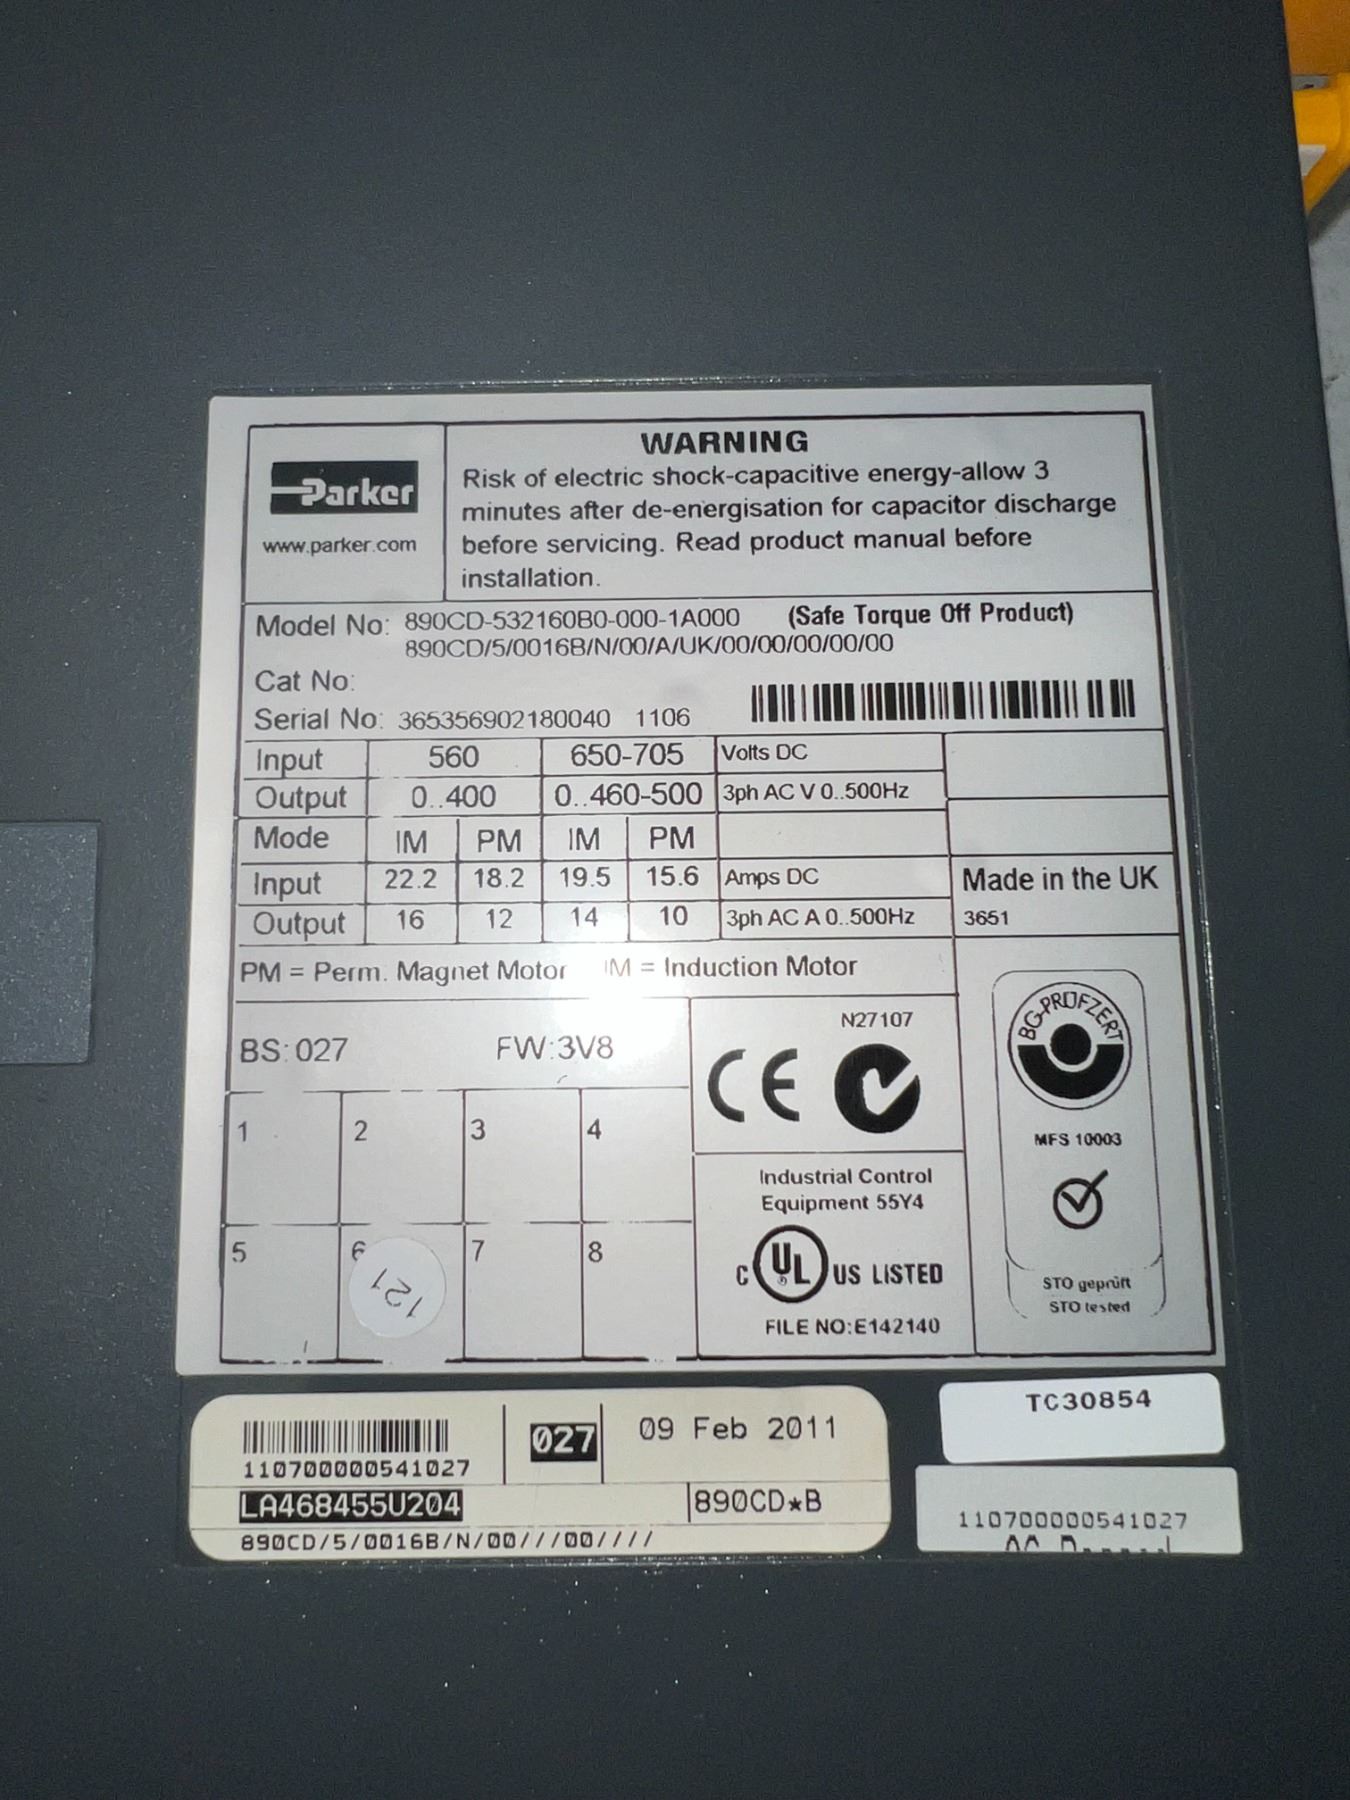 Parker
www.parker.com
WARNING
Risk of electric shock-capacitive energy-allow 3
minutes after de-energisation for capacitor discharge
before servicing. Read product manual before
installation.
Model No: 890CD-532160B0-000-1A000 (Safe Torque Off Product)
890CD/5/0016B/N/00/A/UK/00/00/00/00/00
Cat No:
Serial No: 365356902180040 1106
Input 560 650-705 Volts DC
Output 0..400 0..460-500 3ph AC V 0..500Hz
Mode IM PM IM PM
Input 22.2 18.2 19.5 15.6 Amps DC
Output 16 12 14 10 3ph AC A 0..500Hz
Made in the UK
3651
PM = Perm. Magnet Motor IM = Induction Motor
BS: 027 FW:3V8
1 2 3 4
5 6 7 8
121
N27107
CE
Industrial Control
Equipment 55Y4
C UL ® US LISTED
FILE NO:E142140
BG-PRÜFZERT
MFS 10003
STO geprüft
STO tested
110700000541027
027
09 Feb 2011
LA468455U204
890CD*B
890CD/5/0016B/N/00///00////
TC30854
110700000541027